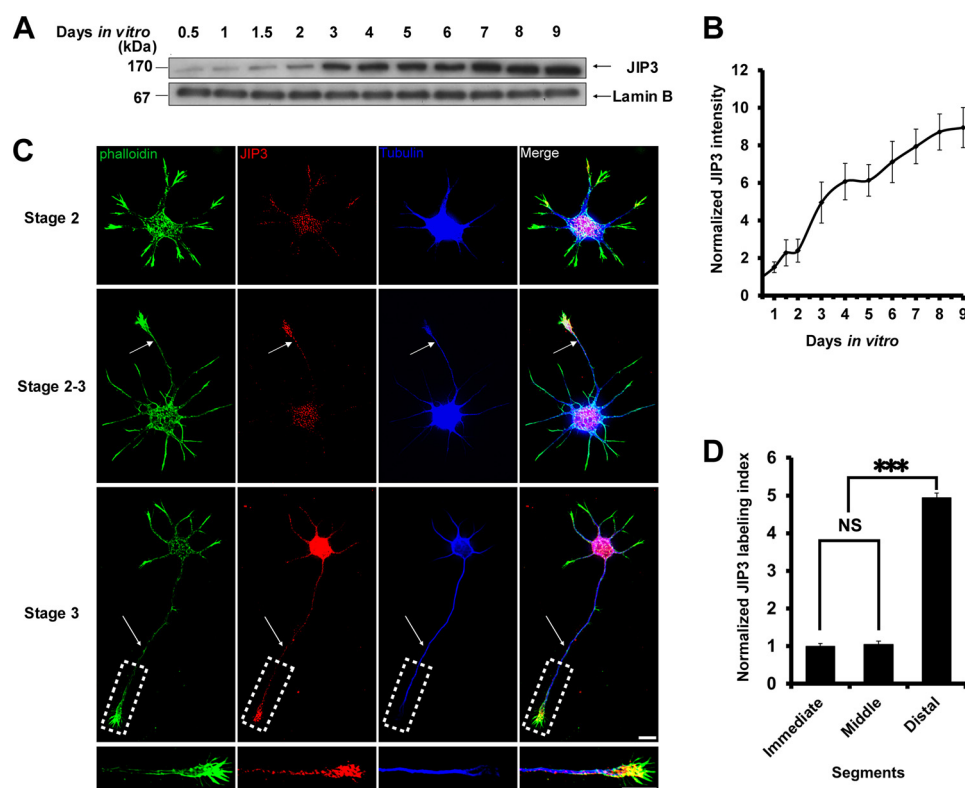 A
Days in vitro 0.5 1 1.5 2 3 4 5 6 7 8 9
(kDa)
170 JIP3
67 Lamin B
B
Normalized JIP3 intensity
12
10
8
6
4
2
0
1 2 3 4 5 6 7 8 9
Days in vitro
C
phalloidin JIP3 Tubulin Merge
Stage 2
Stage 2-3
Stage 3
D
Normalized JIP3 labeling index
6
5
4
3
2
1
0
***
NS
Immediate Middle Distal
Segments